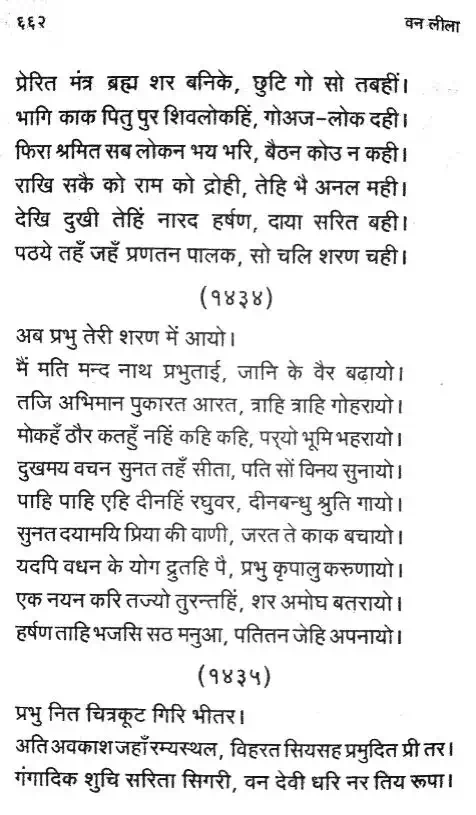 ६६२ वन लीला
प्रेरित मंत्र ब्रह्म शर बनिके, छुटि गो सो तबहीं।
भागि काक पितु पुर शिवलोकहिं, गोअज-लोक दही।
फिरा श्रमित सब लोकन भय भरि, बैठन कोउ न कही।
राखि सकै को राम को द्रोही, तेहि भै अनल मही।
देखि दुखी तेहिं नारद हर्षण, दाया सरित बही।
पठये तहँ जहँ प्रणतन पालक, सो चलि शरण चही।
(१४३४)
अब प्रभु तेरी शरण में आयो।
मैं मति मन्द नाथ प्रभुताई, जानि के वैर बढ़ायो।
तजि अभिमान पुकारत आरत, त्राहि त्राहि गोहरायो।
मोकहँ ठौर कतहुँ नहिं कहि कहि, पर्‌यो भूमि भहरायो।
दुखमय वचन सुनत तहँ सीता, पति सों विनय सुनायो।
पाहि पाहि एहि दीनहिं रघुवर, दीनबन्धु श्रुति गायो।
सुनत दयामयि प्रिया की वाणी, जरत ते काक बचायो।
यदपि वधन के योग द्रुतहि पै, प्रभु कृपालु करुणायो।
एक नयन करि तज्यो तुरन्तहिं, शर अमोघ बतरायो।
हर्षण ताहि भजसि सठ मनुआ, पतितन जेहि अपनायो।
(१४३५)
प्रभु नित चित्रकूट गिरि भीतर।
अति अवकाश जहाँ रम्यस्थल, विहरत सियसह प्रमुदित प्री तर।
गंगादिक शुचि सरिता सिगरी, वन देवी धरि नर तिय रूपा।